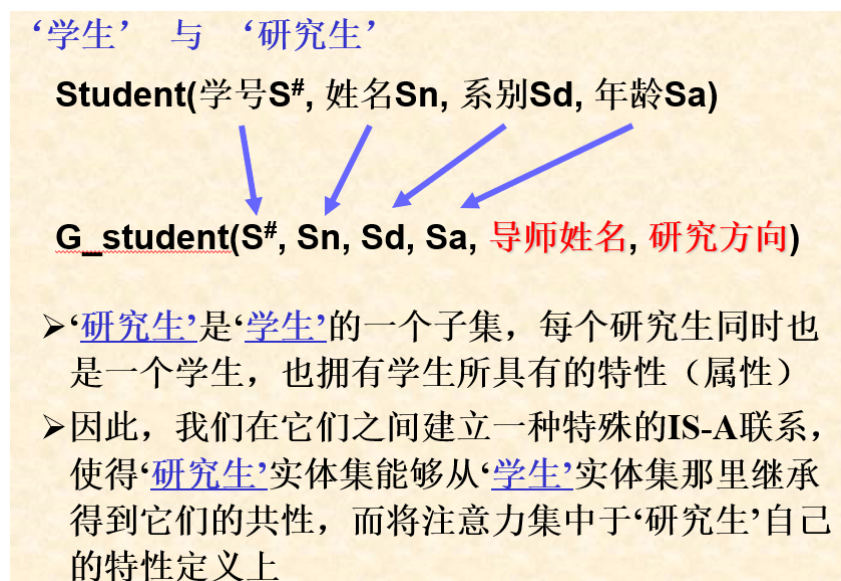 ‘学生’ 与 ‘研究生’
Student(学号S#, 姓名Sn, 系别Sd, 年龄Sa)
G_student(S#, Sn, Sd, Sa, 导师姓名, 研究方向)
➢‘研究生’是‘学生’的一个子集，每个研究生同时也
是一个学生，也拥有学生所具有的特性（属性）
➢因此，我们在它们之间建立一种特殊的IS-A联系，
使得‘研究生’实体集能够从‘学生’实体集那里继承
得到它们的共性，而将注意力集中于‘研究生’自己
的特性定义上